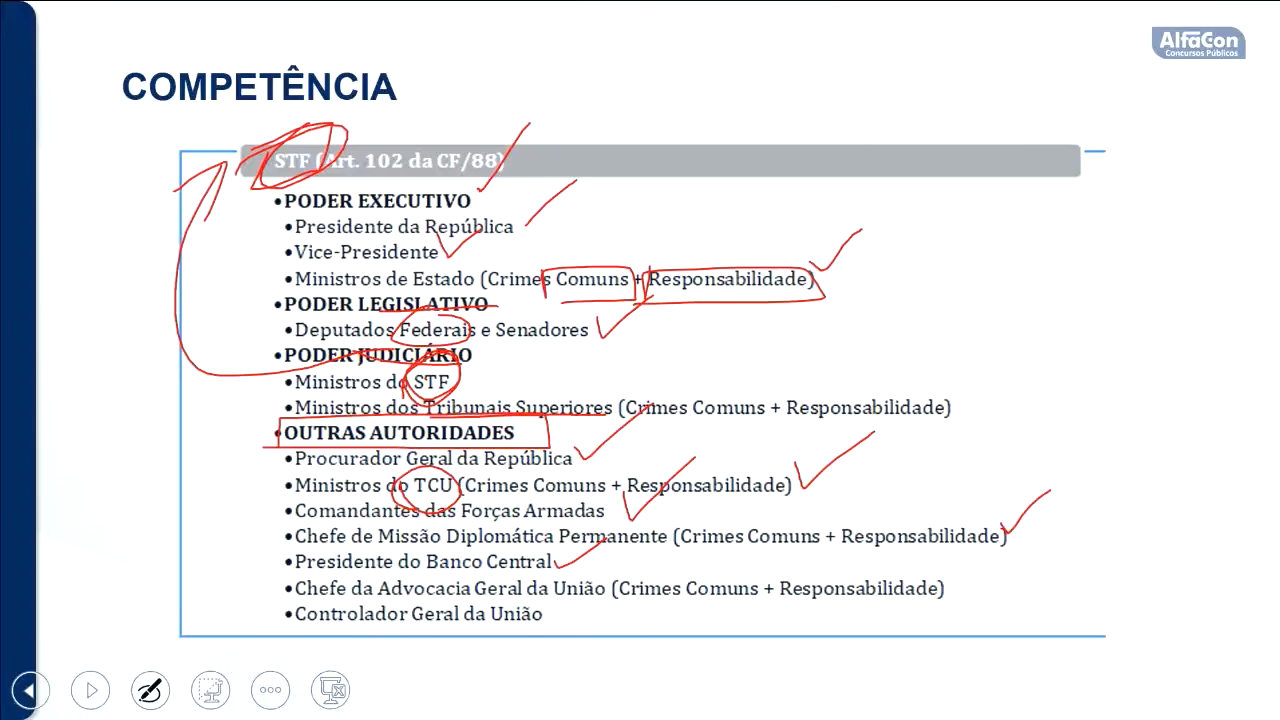 AlfaCon
Concursos Públicos
COMPETÊNCIA
STF (Art. 102 da CF/88)
•PODER EXECUTIVO
•Presidente da República
•Vice-Presidente
•Ministros de Estado (Crimes Comuns + Responsabilidade)
•PODER LEGISLATIVO
•Deputados Federais e Senadores
•PODER JUDICIÁRIO
•Ministros do STF
•Ministros dos Tribunais Superiores (Crimes Comuns + Responsabilidade)
•OUTRAS AUTORIDADES
•Procurador Geral da República
•Ministros do TCU (Crimes Comuns + Responsabilidade)
•Comandantes das Forças Armadas
•Chefe de Missão Diplomática Permanente (Crimes Comuns + Responsabilidade)
•Presidente do Banco Central
•Chefe da Advocacia Geral da União (Crimes Comuns + Responsabilidade)
•Controlador Geral da União